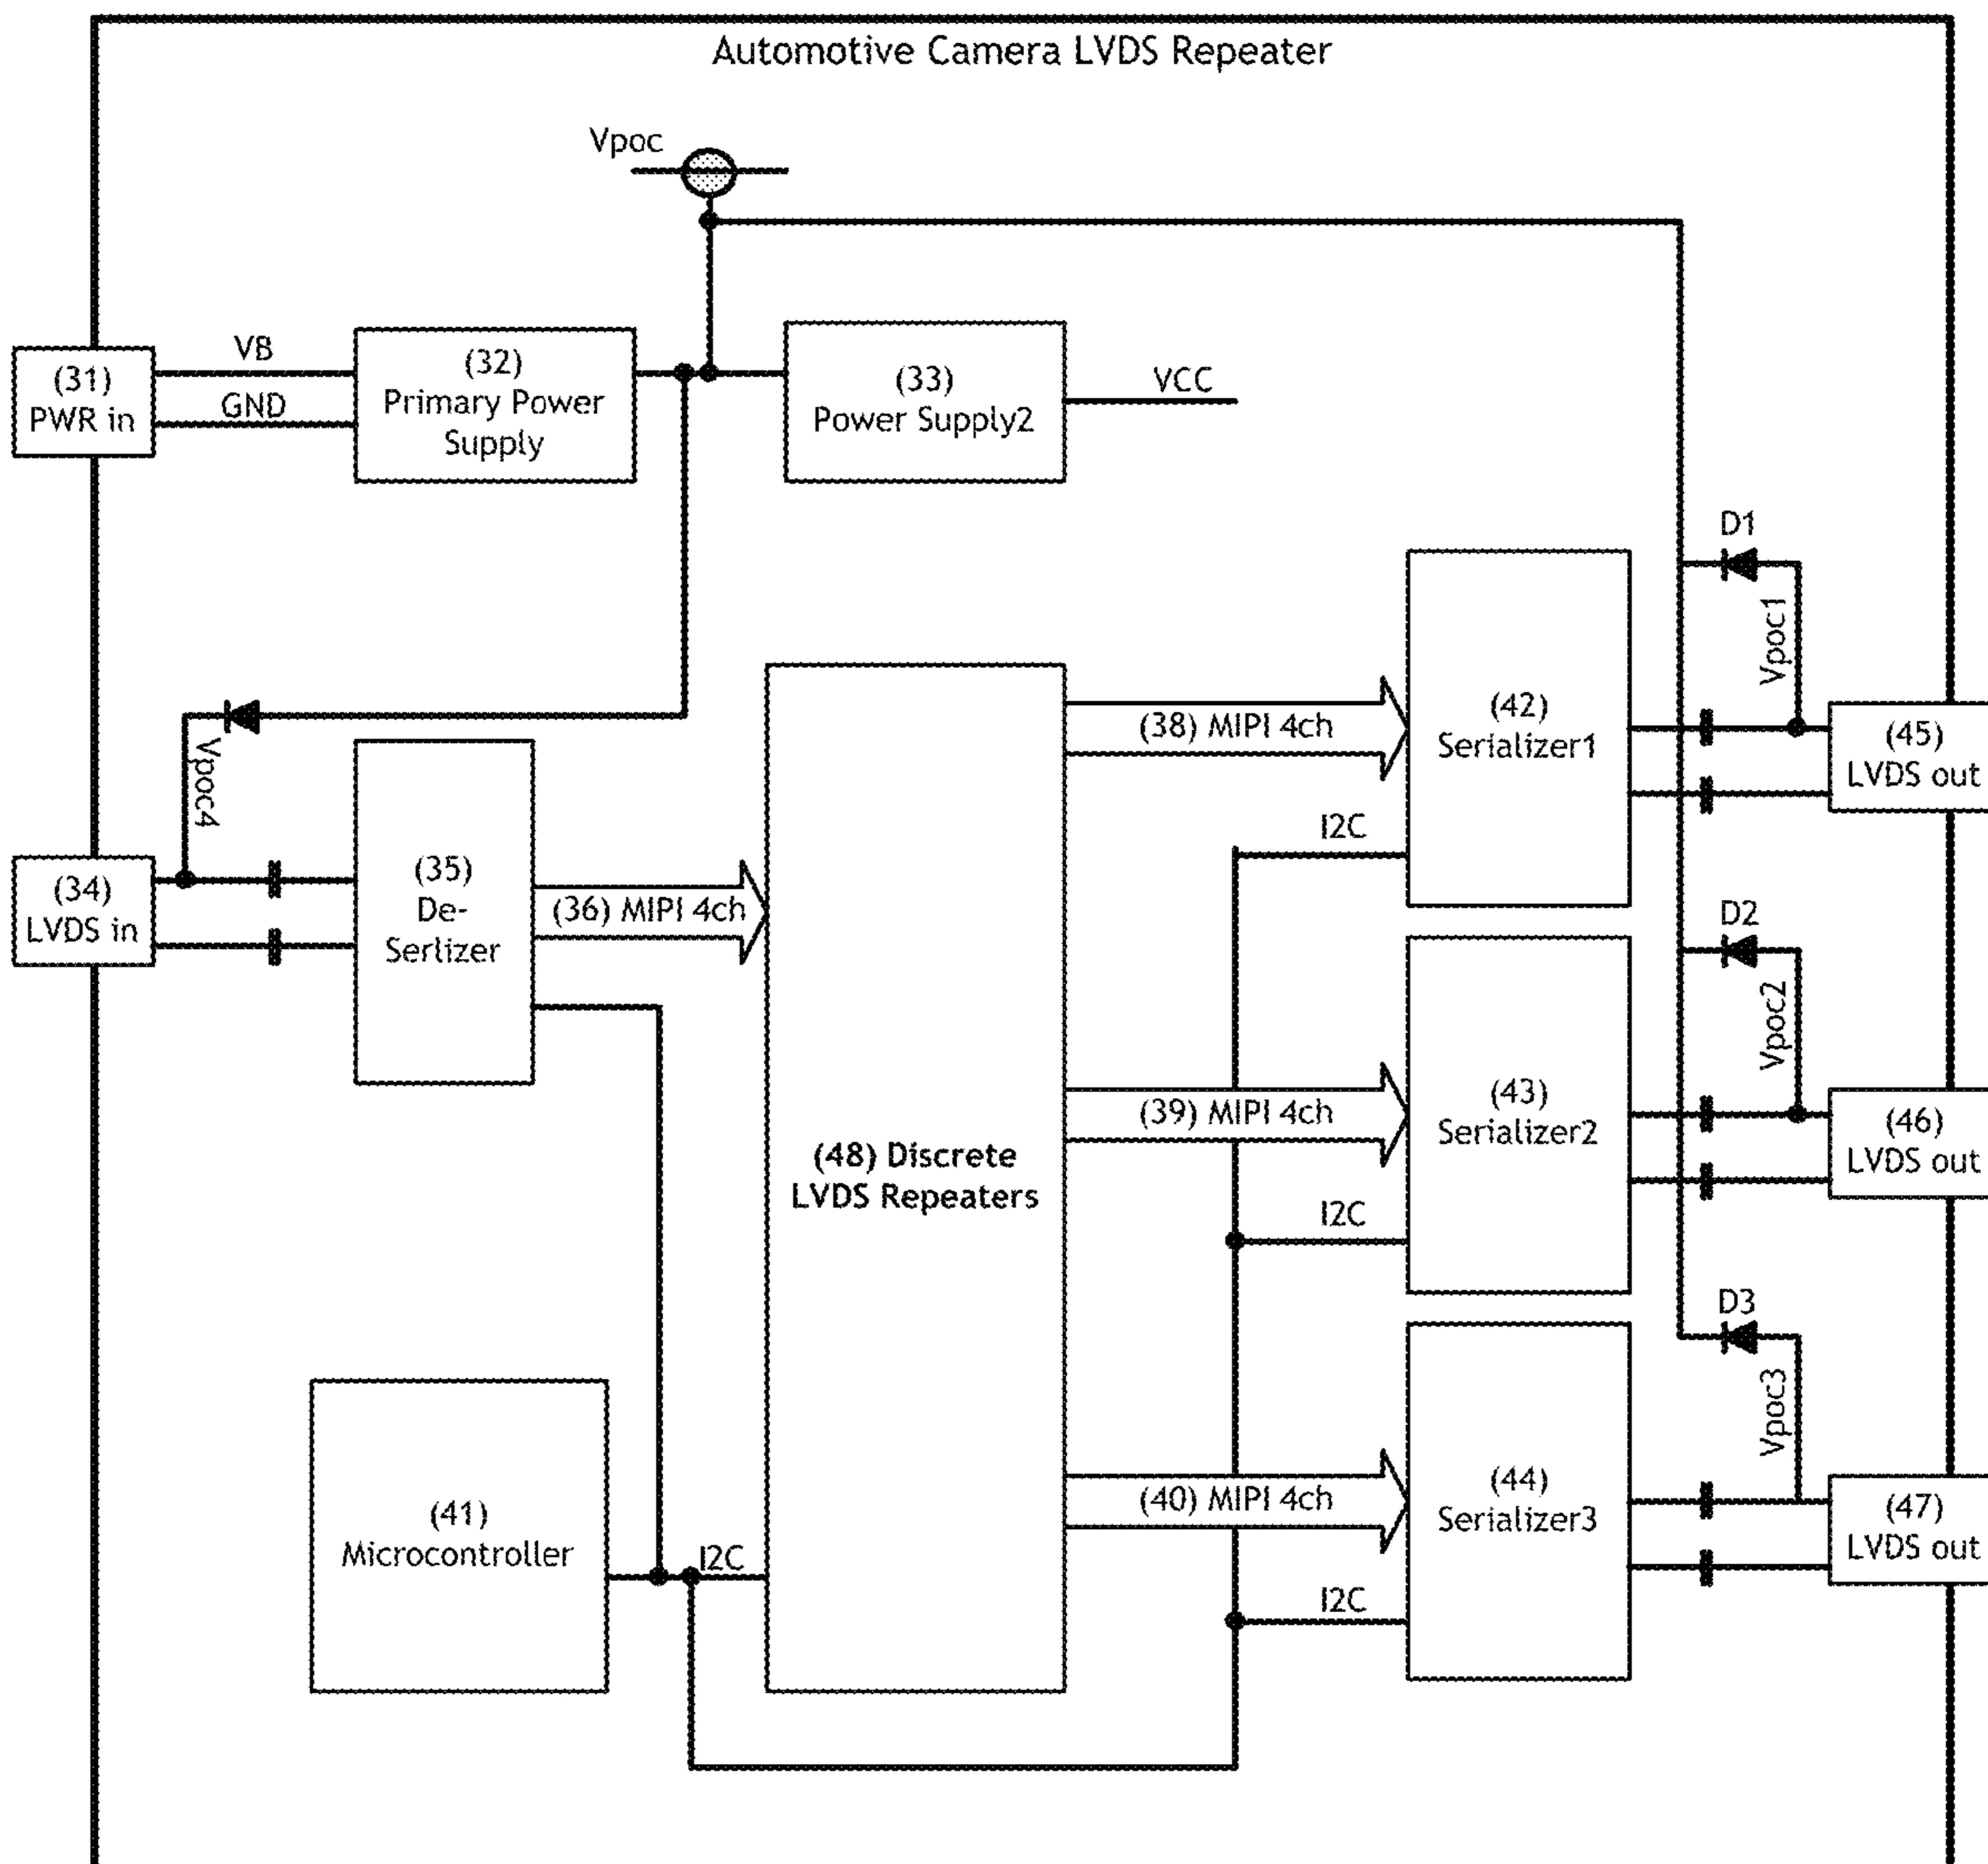 Automotive Camera LVDS Repeater
Vpoc
(31)
PWR in
VB
GND
(32)
Primary Power
Supply
(33)
Power Supply2
VCC
D1
Vpoc1
Vpoc4
(34)
LVDS in
(35)
De-
Serlizer
(36) MIPI 4ch
(48) Discrete
LVDS Repeaters
(38) MIPI 4ch
(42)
Serializer1
I2C
(45)
LVDS out
D2
Vpoc2
(39) MIPI 4ch
(43)
Serializer2
I2C
(46)
LVDS out
D3
Vpoc3
(40) MIPI 4ch
(44)
Serializer3
I2C
(47)
LVDS out
(41)
Microcontroller
I2C